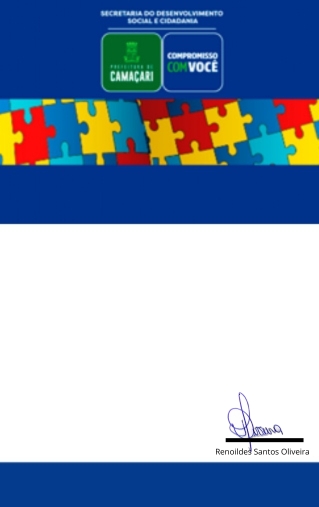 SECRETARIA DO DESENVOLVIMENTO
SOCIAL E CIDADANIA
PREFEITURA DE
CAMAÇARI
COMPROMISSO
COM VOCÊ
Renoildes Santos Oliveira